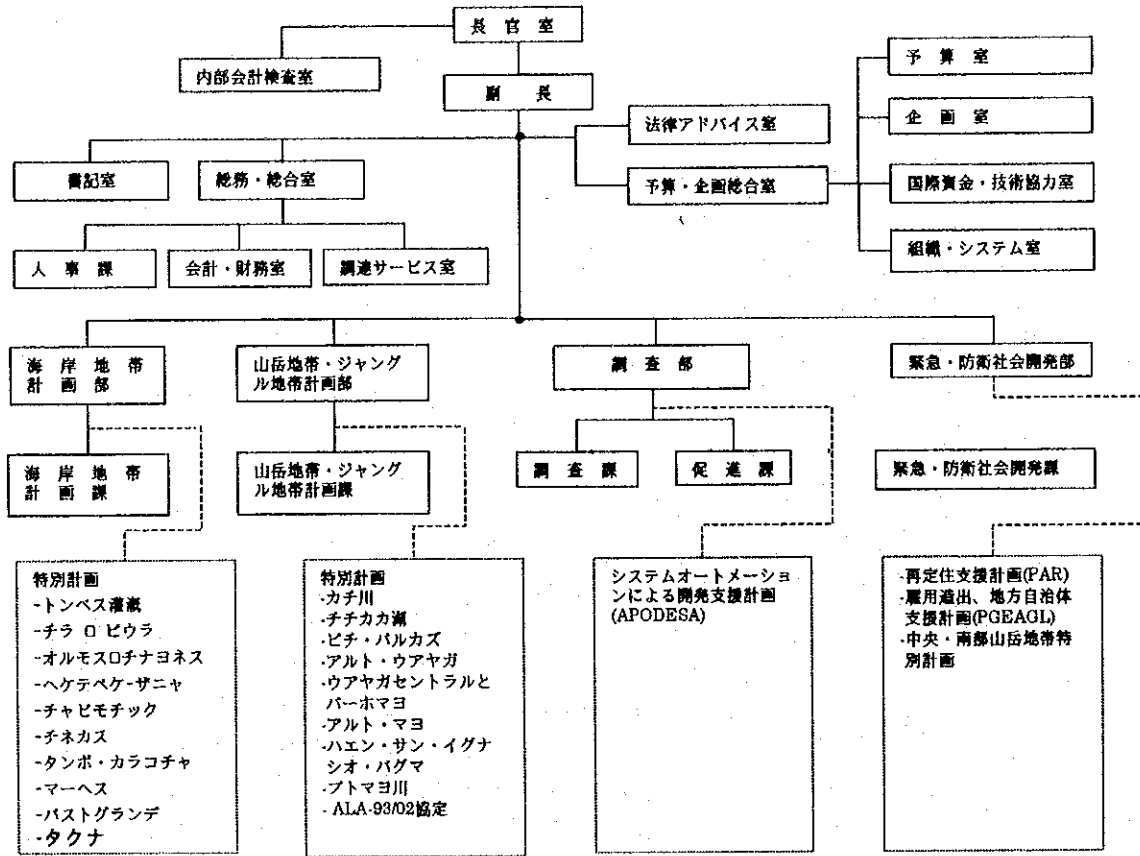 長官室
内部会計検査室
副長
法律アドバイス室
予算・企画総合室
予算室
企画室
国際資金・技術協力室
組織・システム室
書記室
総務・総合室
人事課
会計・財務室
調達サービス室
海岸地帯
計画部
山岳地帯・ジャング
ル地帯計画部
調査部
緊急・防衛社会開発部
海岸地帯
計画課
山岳地帯・ジャング
ル地帯計画課
調査課
促進課
緊急・防衛社会開発課
特別計画
-トンベス灌漑
-チラ ロ ピウラ
-オルモスロチナヨネス
-ヘケテペケ-ザニャ
-チャビモチック
-チネカス
-タンボ・カラコチャ
-マーヘス
-パストグランデ
-タクナ
特別計画
-カチ川
-チチカカ湖
-ピチ・パルカズ
-アルト・ウアヤガ
-ウアヤガセントラルと
バーホマヨ
-アルト・マヨ
-ハエン・サン・イグナ
シオ・バグマ
-プトマヨ川
- ALA-93/02協定
システムオートメーショ
ンによる開発支援計画
(APODESA)
-再定住支援計画(PAR)
-雇用造出、地方自治体
支援計画(PGEAGL)
-中央・南部山岳地帯特
別計画